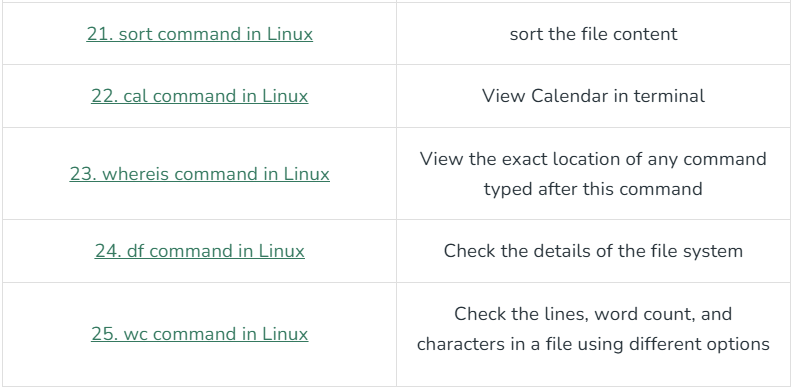 21. sort command in Linux
sort the file content
22. cal command in Linux
View Calendar in terminal
23. whereis command in Linux
View the exact location of any command
typed after this command
24. df command in Linux
Check the details of the file system
25. wc command in Linux
Check the lines, word count, and
characters in a file using different options